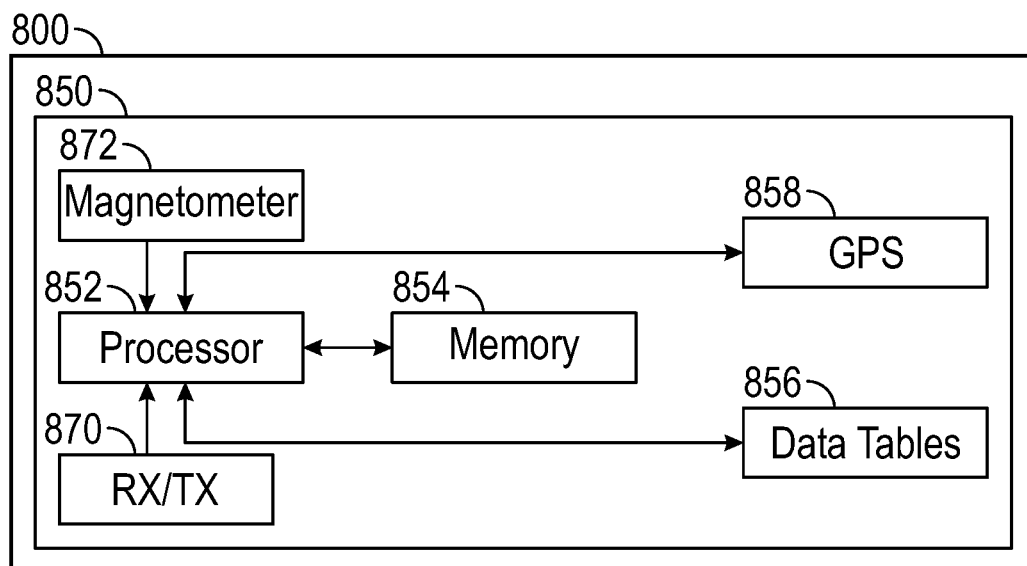 800
850
872
Magnetometer
858
GPS
852
Processor
854
Memory
856
Data Tables
870
RX/TX